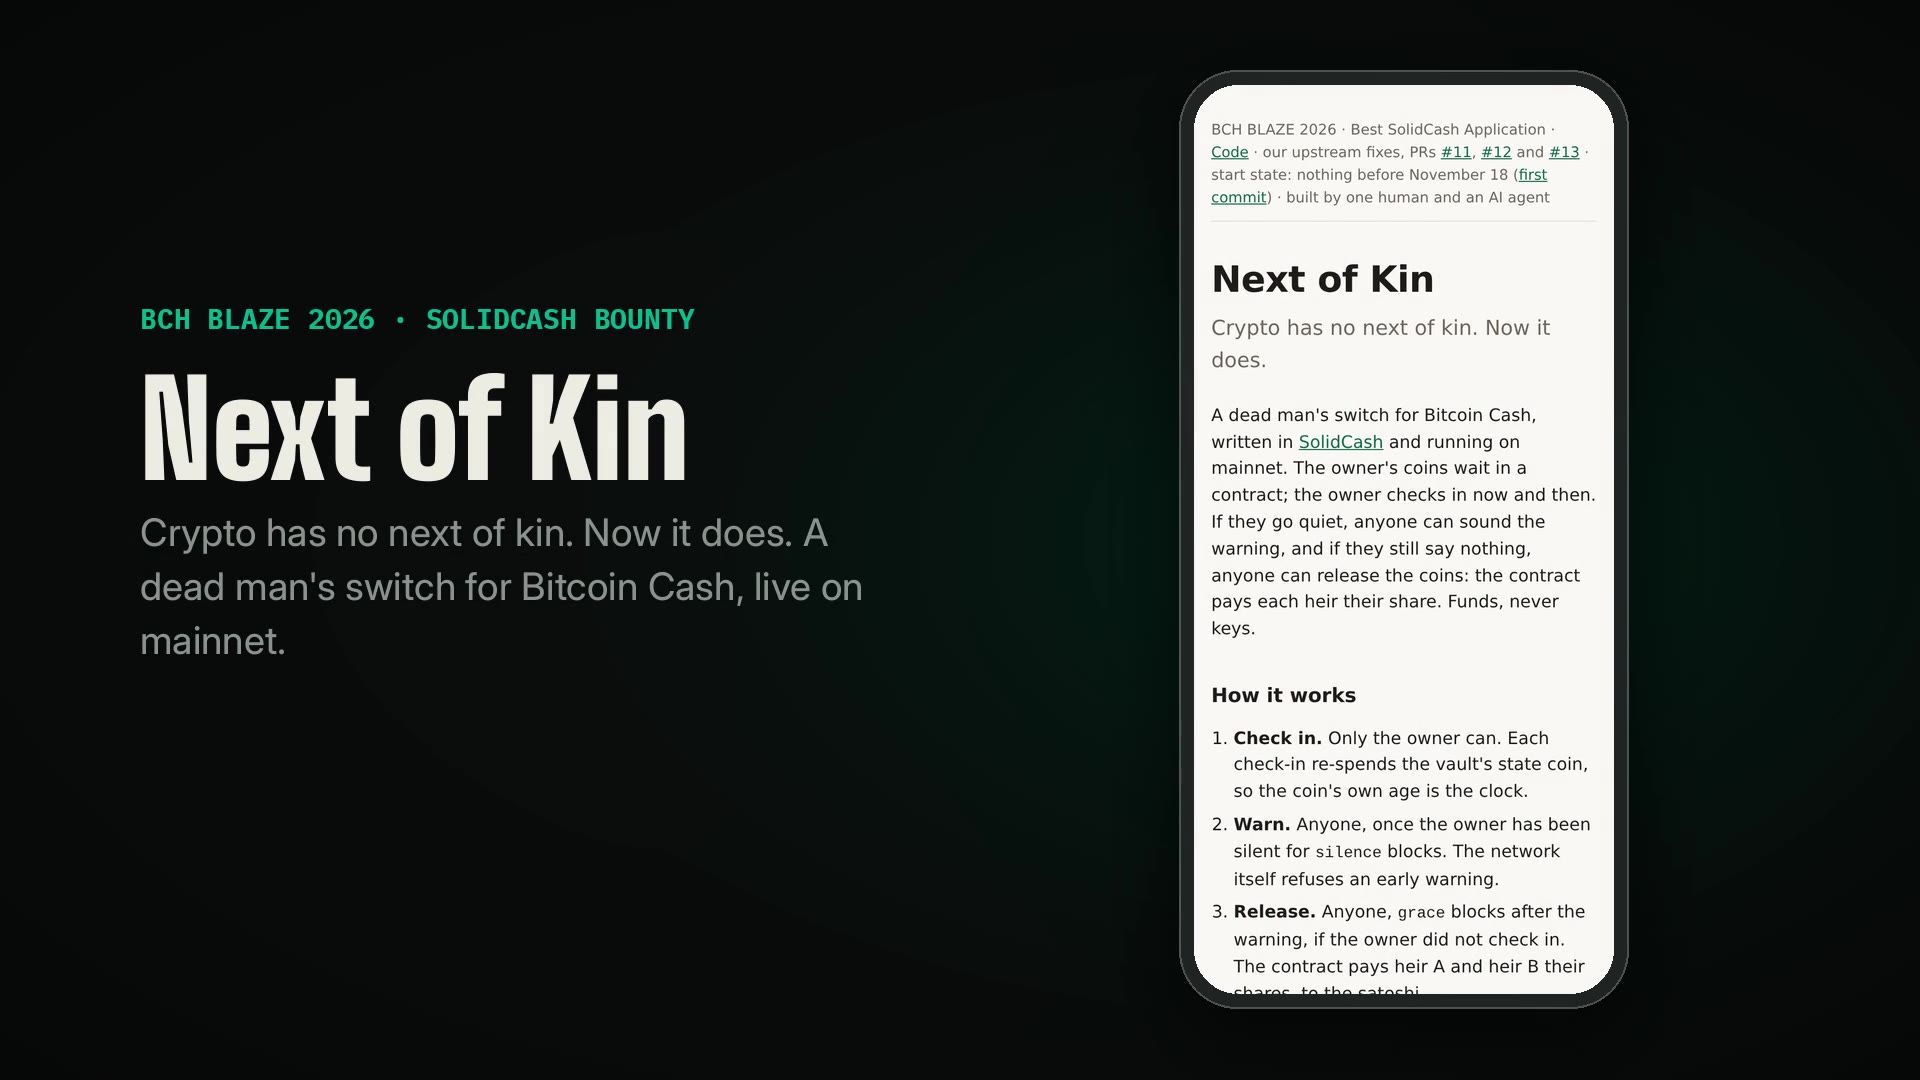 BCH BLAZE 2026 · SOLIDCASH BOUNTY
Next of Kin
Crypto has no next of kin. Now it does. A
dead man's switch for Bitcoin Cash, live on
mainnet.
BCH BLAZE 2026 · Best SolidCash Application ·
Code · our upstream fixes, PRs #11, #12 and #13 ·
start state: nothing before November 18 (first
commit) · built by one human and an AI agent
Next of Kin
Crypto has no next of kin. Now it
does.
A dead man's switch for Bitcoin Cash,
written in SolidCash and running on
mainnet. The owner's coins wait in a
contract; the owner checks in now and then.
If they go quiet, anyone can sound the
warning, and if they still say nothing,
anyone can release the coins: the contract
pays each heir their share. Funds, never
keys.
How it works
1. Check in. Only the owner can. Each
check-in re-spends the vault's state coin,
so the coin's own age is the clock.
2. Warn. Anyone, once the owner has been
silent for silence blocks. The network
itself refuses an early warning.
3. Release. Anyone, grace blocks after the
warning, if the owner did not check in.
The contract pays heir A and heir B their
shares, to the satoshi.